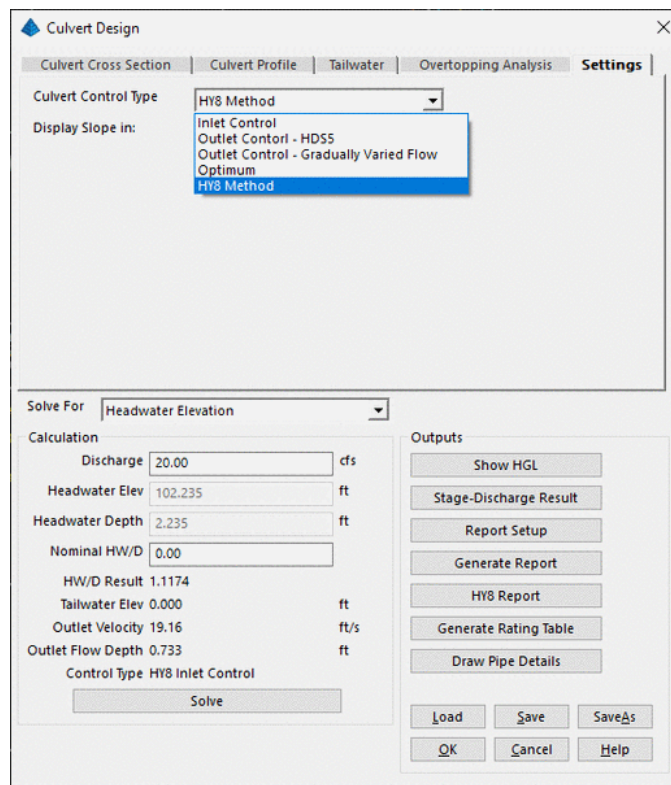 Culvert Design
Culvert Cross Section Culvert Profile Tailwater Overtopping Analysis Settings
Culvert Control Type HY8 Method
Display Slope in:
Inlet Control
Outlet Contorl - HDS5
Outlet Control - Gradually Varied Flow
Optimum
HY8 Method
Solve For Headwater Elevation
Calculation
Discharge 20.00 cfs
Headwater Elev 102.235 ft
Headwater Depth 2.235 ft
Nominal HW/D 0.00
HW/D Result 1.1174
Tailwater Elev 0.000 ft
Outlet Velocity 19.16 ft/s
Outlet Flow Depth 0.733 ft
Control Type HY8 Inlet Control
Solve
Outputs
Show HGL
Stage-Discharge Result
Report Setup
Generate Report
HY8 Report
Generate Rating Table
Draw Pipe Details
Load Save SaveAs
OK Cancel Help